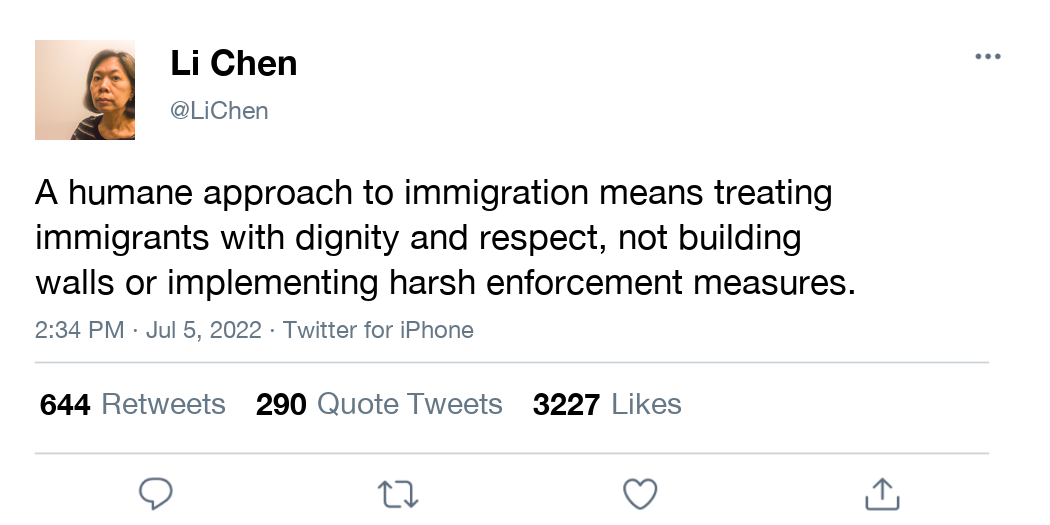 Li Chen
@LiChen
A humane approach to immigration means treating
immigrants with dignity and respect, not building
walls or implementing harsh enforcement measures.
2:34 PM · Jul 5, 2022 · Twitter for iPhone
644 Retweets 290 Quote Tweets 3227 Likes